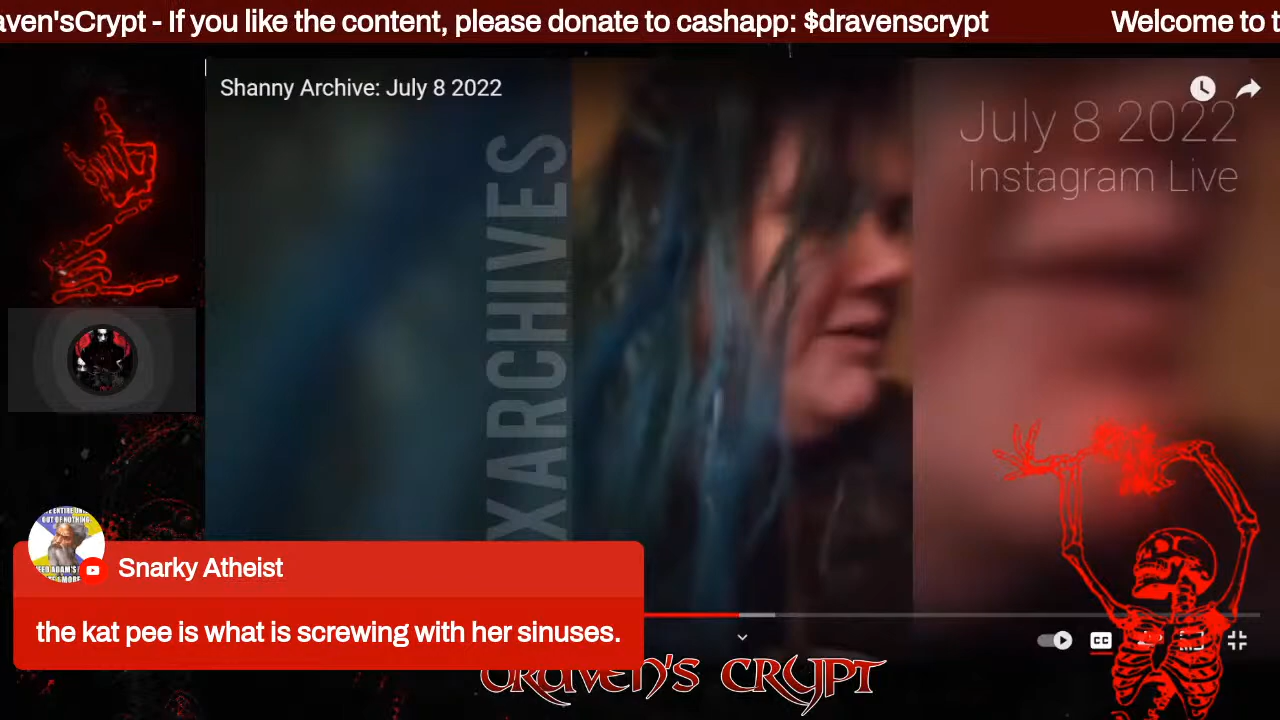 aven'sCrypt - If you like the content, please donate to cashapp: $dravenscrypt Welcome to t
Shanny Archive: July 8 2022
July 8 2022
Instagram Live
XARCHIVES
Snarky Atheist
the kat pee is what is screwing with her sinuses.
CC
DRAVEN'S CRYPT